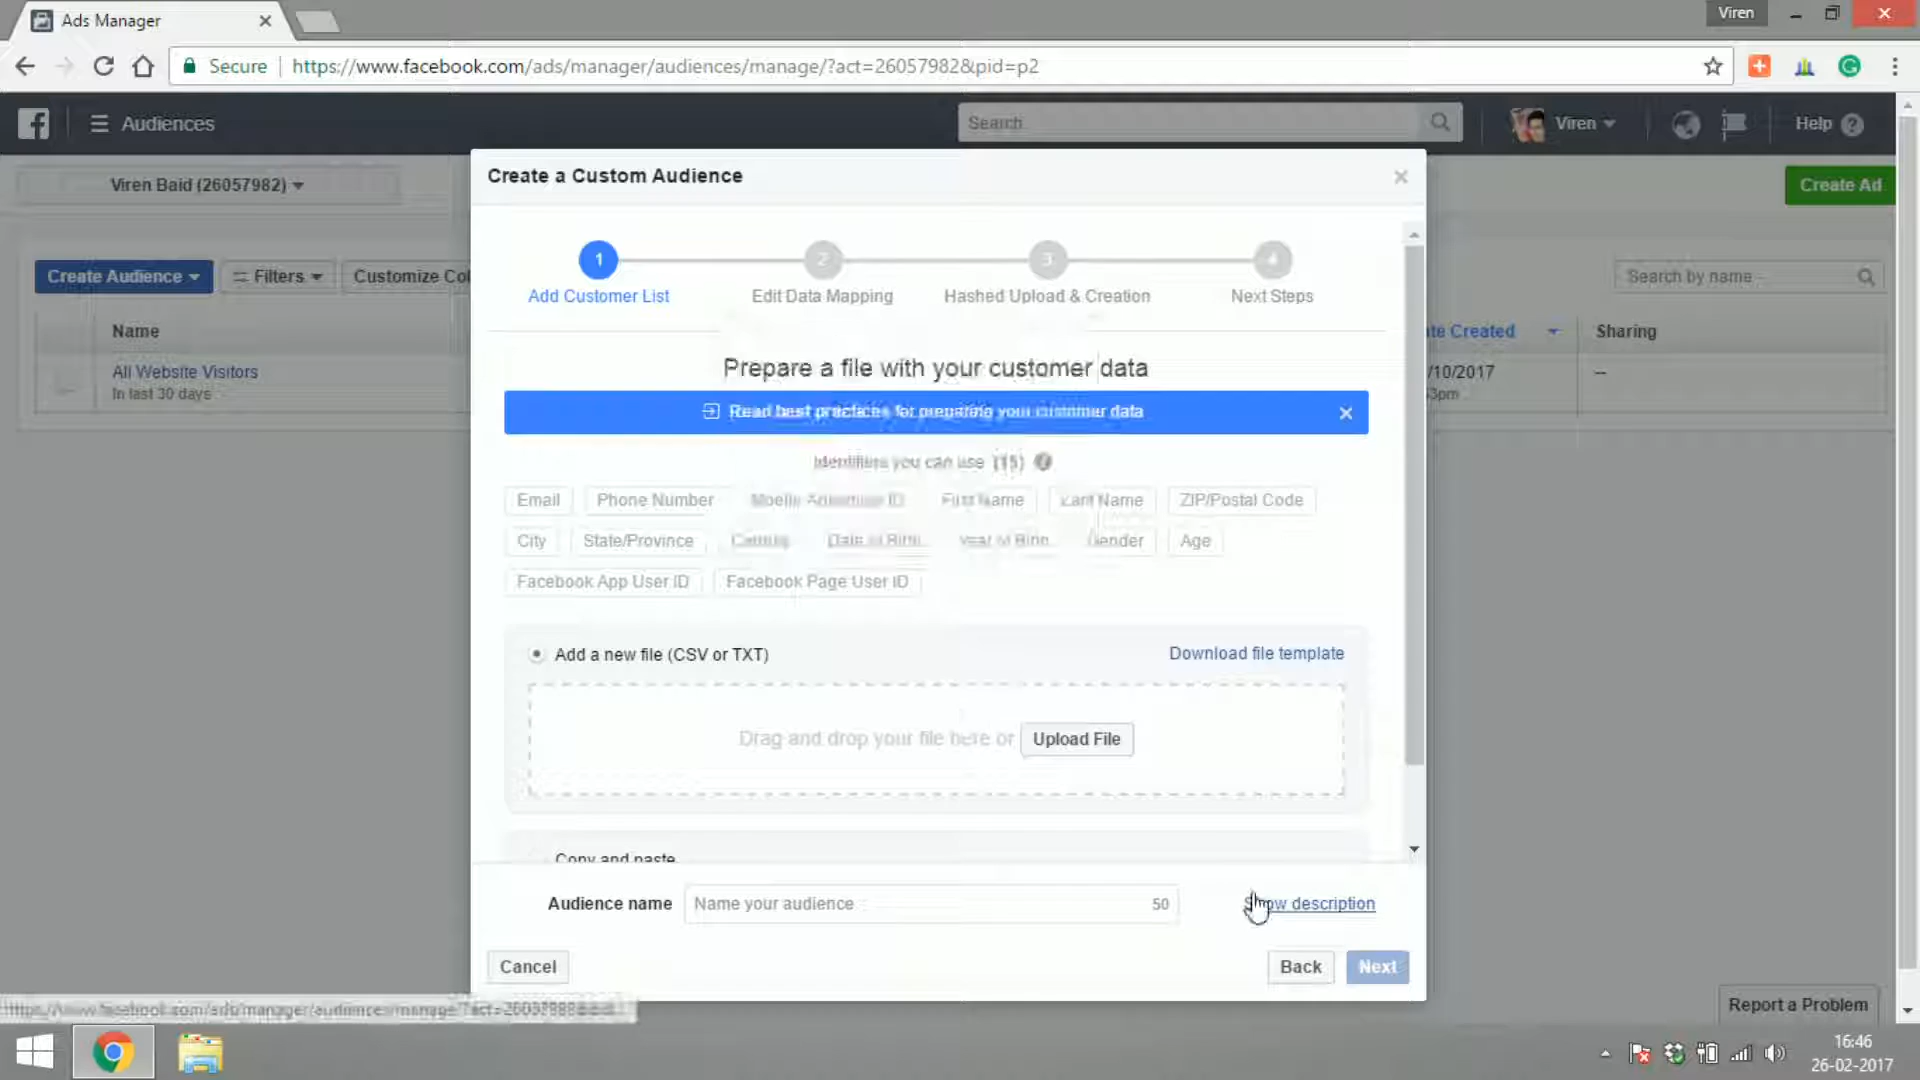 Ads Manager
Viren
Secure
https://www.facebook.com/ads/manager/audiences/manage/?act=26057982&pid=p2
Audiences
Search
Viren
Help
Viren Baid (26057982)
Create Ad
Create a Custom Audience
1
2
3
4
Add Customer List
Edit Data Mapping
Hashed Upload & Creation
Next Steps
Create Audience
Filters
Customize Col
Search by name
Name
te Created
Sharing
All Website Visitors
In last 30 days
/10/2017
3pm
--
Prepare a file with your customer data
Read best practices for preparing your customer data
Identifiers you can use (15)
Email
Phone Number
Mobile Advertiser ID
First Name
Last Name
ZIP/Postal Code
City
State/Province
Country
Date of Birth
Year of Birth
Gender
Age
Facebook App User ID
Facebook Page User ID
Add a new file (CSV or TXT)
Download file template
Drag and drop your file here or
Upload File
Copy and paste
Audience name
Name your audience
50
Show description
Cancel
Back
Next
Report a Problem
16:46
26-02-2017